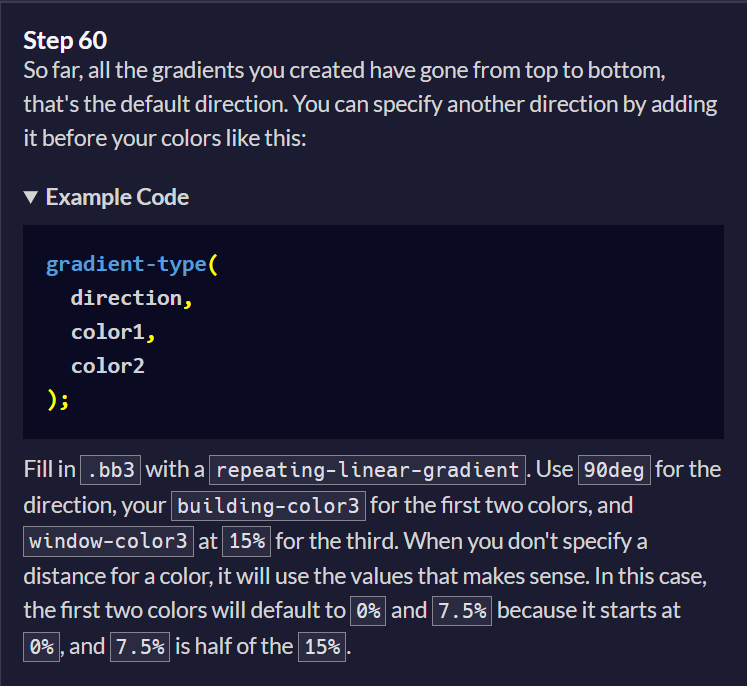 Step 60
So far, all the gradients you created have gone from top to bottom,
that's the default direction. You can specify another direction by adding
it before your colors like this:
▼ Example Code
gradient-type(
  direction,
  color1,
  color2
);
Fill in .bb3 with a repeating-linear-gradient. Use 90deg for the
direction, your building-color3 for the first two colors, and
window-color3 at 15% for the third. When you don't specify a
distance for a color, it will use the values that makes sense. In this case,
the first two colors will default to 0% and 7.5% because it starts at
0%, and 7.5% is half of the 15%.